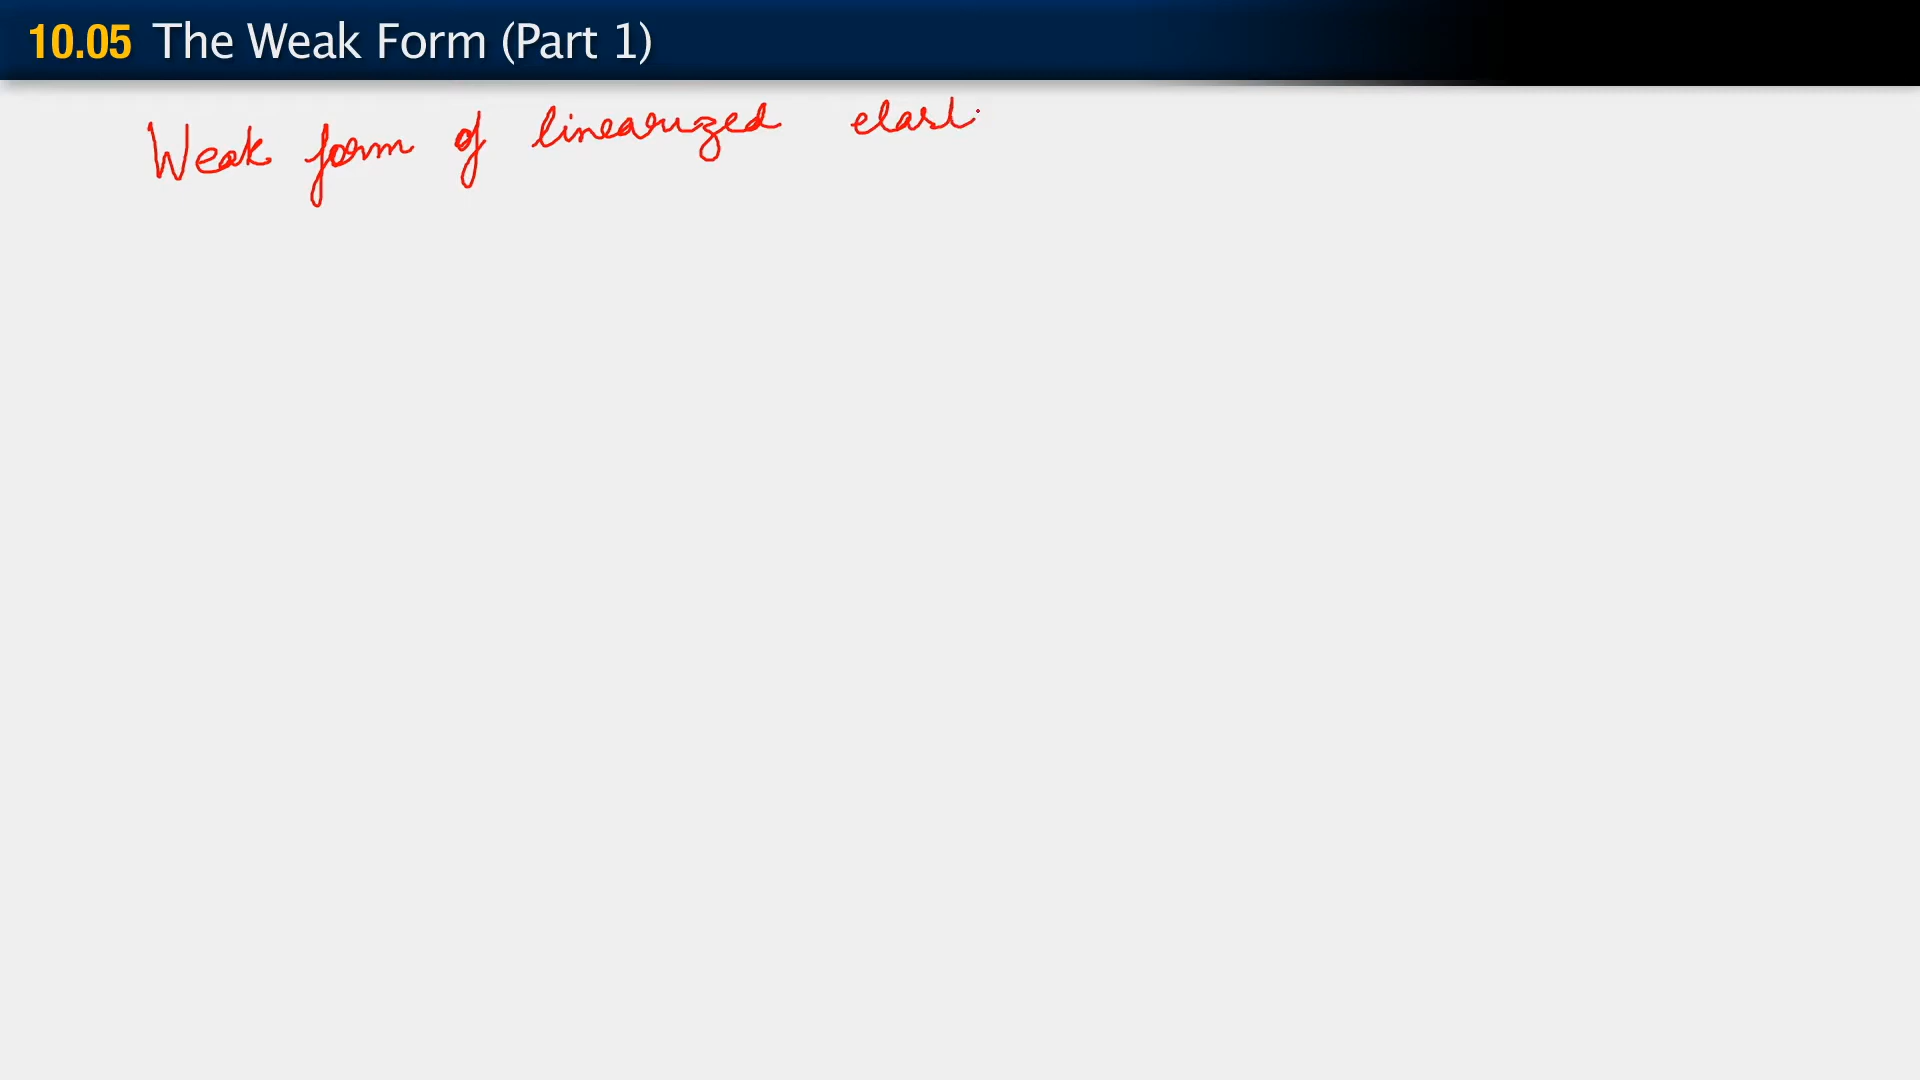 10.05 The Weak Form (Part 1)
Weak form of linearized elast